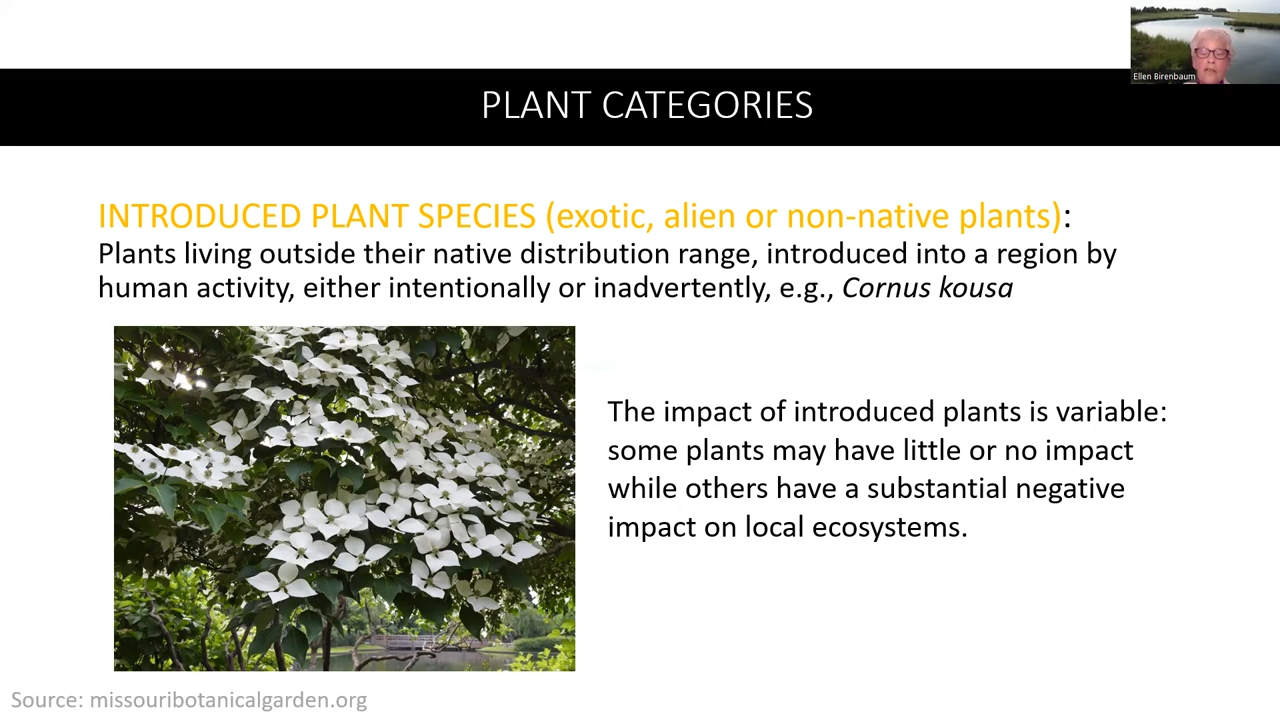 Ellen Birenbaum
PLANT CATEGORIES
INTRODUCED PLANT SPECIES (exotic, alien or non-native plants):
Plants living outside their native distribution range, introduced into a region by
human activity, either intentionally or inadvertently, e.g., Cornus kousa
The impact of introduced plants is variable:
some plants may have little or no impact
while others have a substantial negative
impact on local ecosystems.
Source: missouribotanicalgarden.org